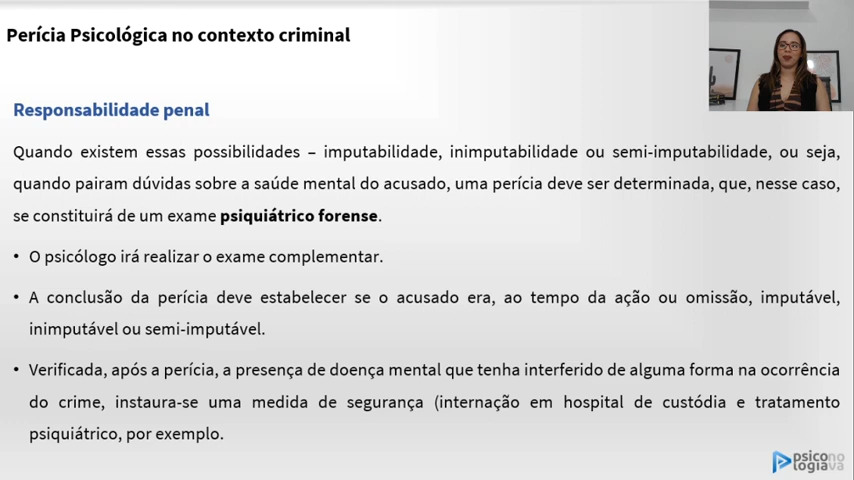 Perícia Psicológica no contexto criminal
Responsabilidade penal
Quando existem essas possibilidades – imputabilidade, inimputabilidade ou semi-imputabilidade, ou seja,
quando pairam dúvidas sobre a saúde mental do acusado, uma perícia deve ser determinada, que, nesse caso,
se constituirá de um exame psiquiátrico forense.
• O psicólogo irá realizar o exame complementar.
• A conclusão da perícia deve estabelecer se o acusado era, ao tempo da ação ou omissão, imputável,
inimputável ou semi-imputável.
• Verificada, após a perícia, a presença de doença mental que tenha interferido de alguma forma na ocorrência
do crime, instaura-se uma medida de segurança (internação em hospital de custódia e tratamento
psiquiátrico, por exemplo.
psicono
logiava